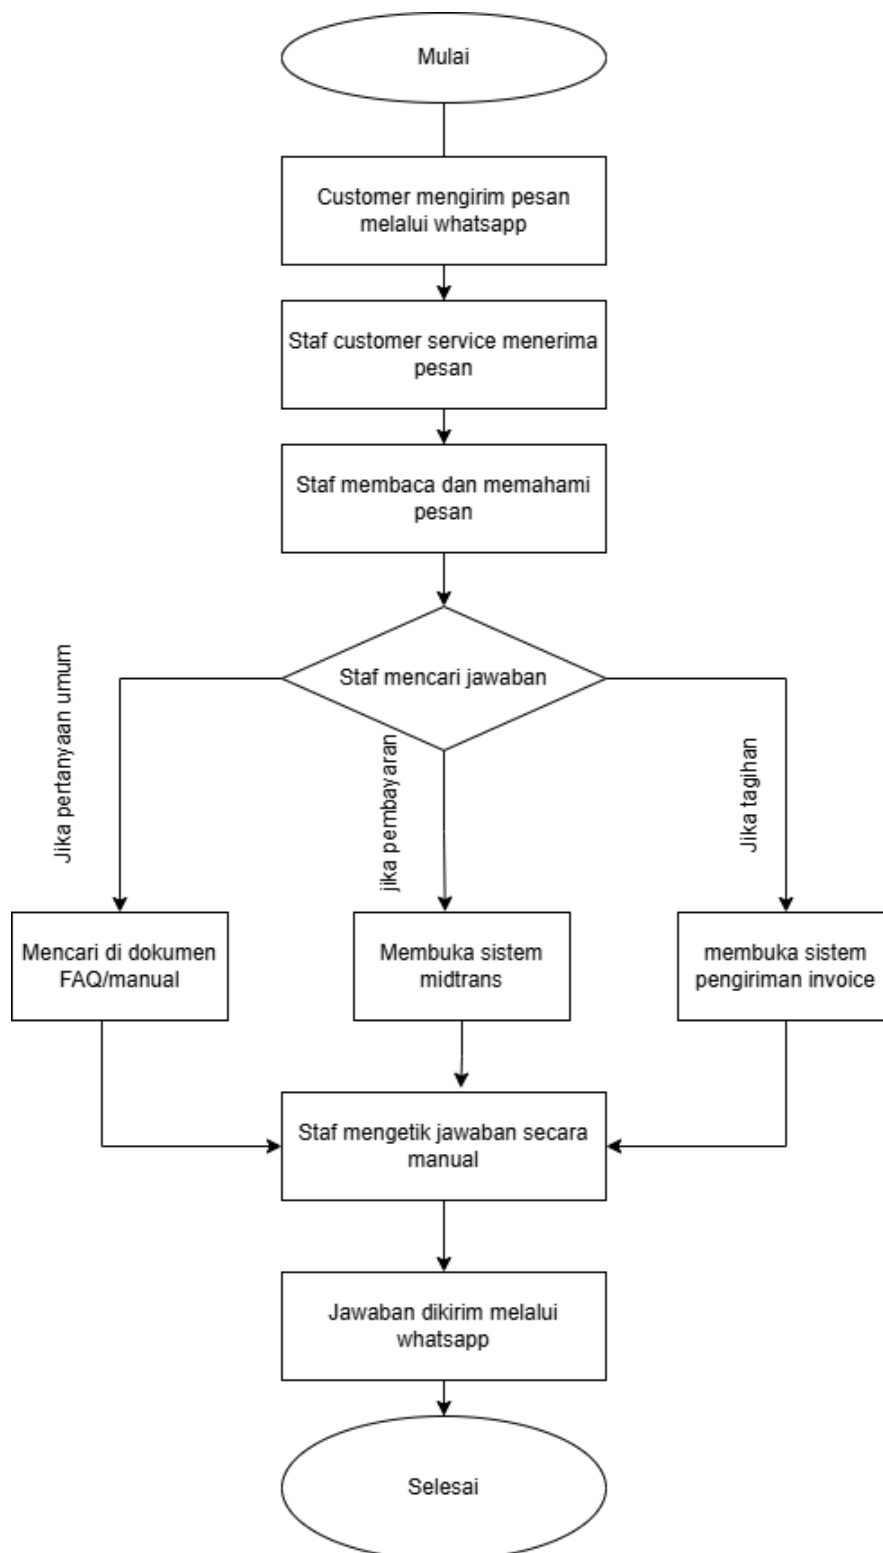 Mulai
Customer mengirim pesan
melalui whatsapp
Staf customer service menerima
pesan
Staf membaca dan memahami
pesan
Staf mencari jawaban
Jika pertanyaan umum
jika pembayaran
Jika tagihan
Mencari di dokumen
FAQ/manual
Membuka sistem
midtrans
membuka sistem
pengiriman invoice
Staf mengetik jawaban secara
manual
Jawaban dikirim melalui
whatsapp
Selesai